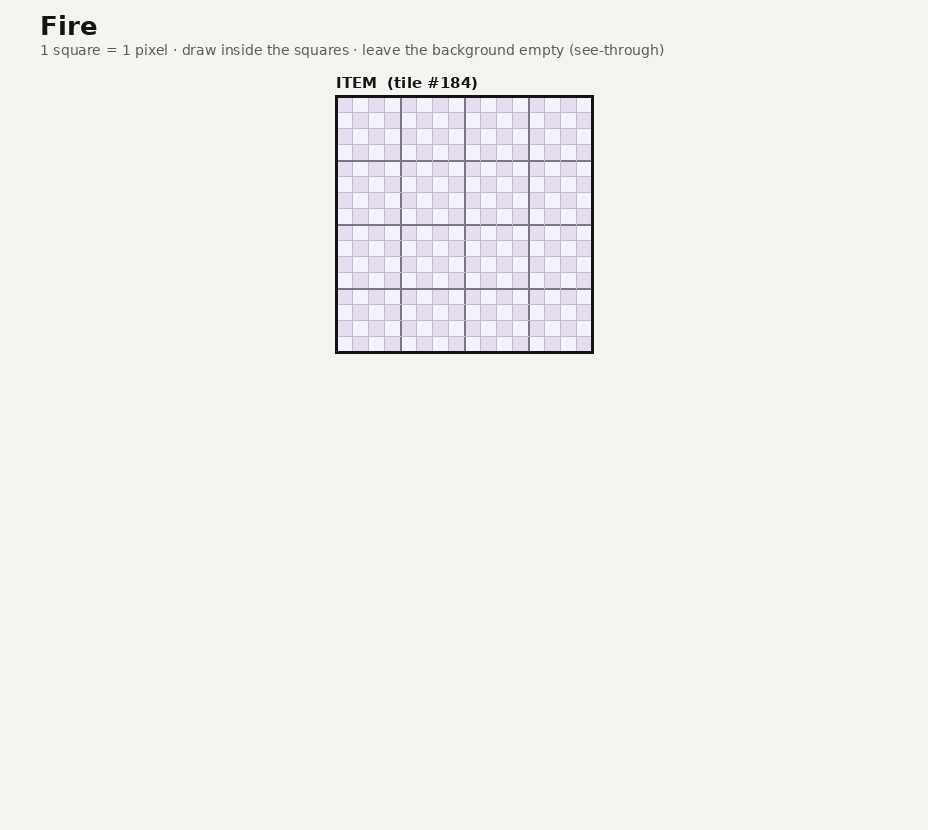 Fire
1 square = 1 pixel · draw inside the squares · leave the background empty (see-through)
ITEM (tile #184)